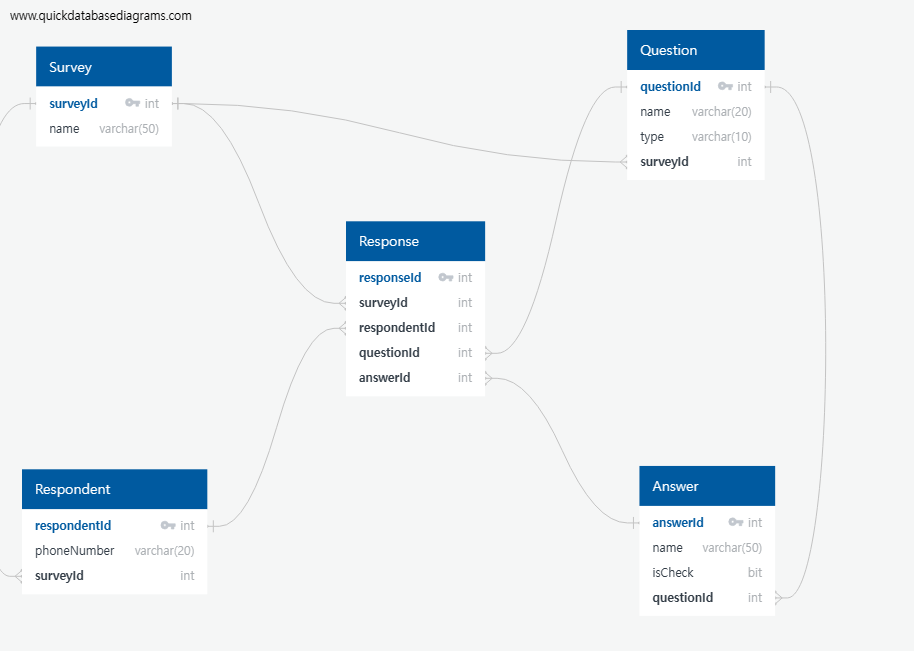 www.quickdatabasediagrams.com
Survey
surveyId int
name varchar(50)
Question
questionId int
name varchar(20)
type varchar(10)
surveyId int
Response
responseId int
surveyId int
respondentId int
questionId int
answerId int
Respondent
respondentId int
phoneNumber varchar(20)
surveyId int
Answer
answerId int
name varchar(50)
isCheck bit
questionId int